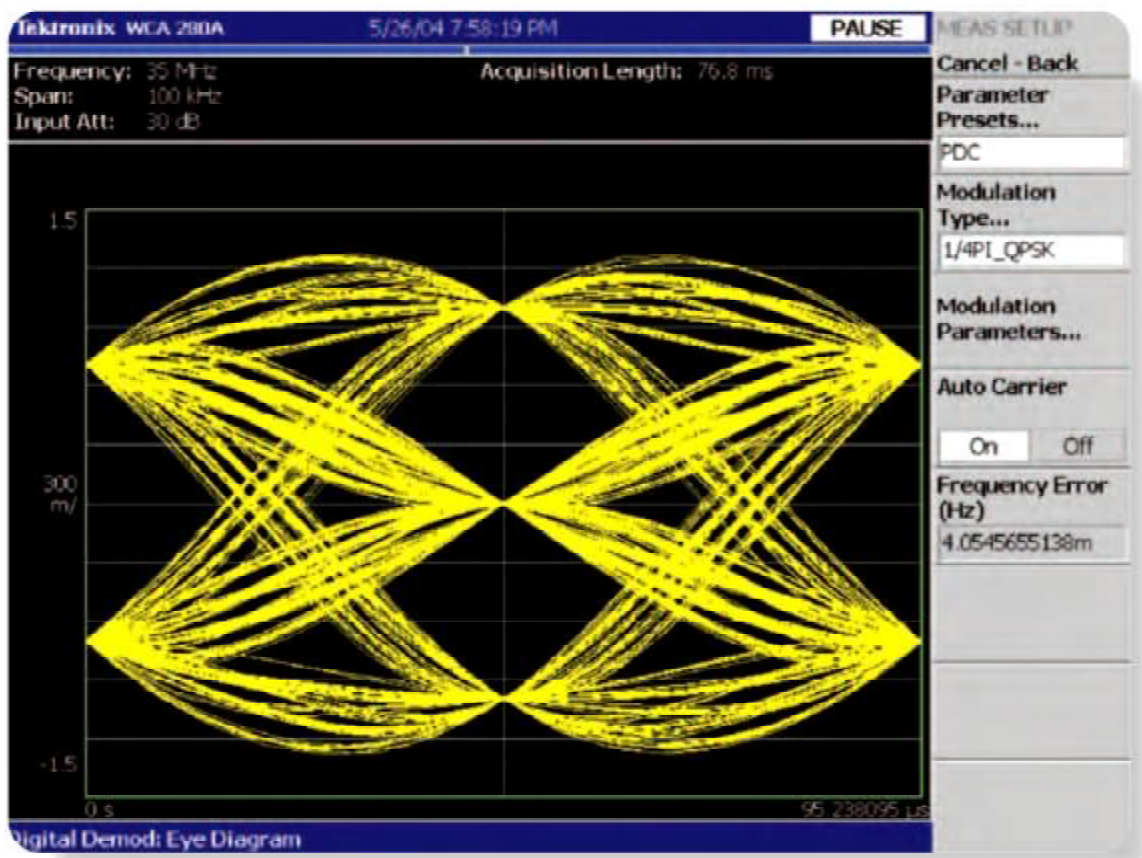 Tektronix WCA 280A 5/26/04 7:58:19 PM PAUSE
Frequency: 35 MHz
Acquisition Length: 76.8 ms
Span: 100 kHz
Input Att: 30 dB
1.5
300
m/
-1.5
0 s
95.238095 µs
Digital Demod: Eye Diagram
MEAS SETUP
Cancel - Back
Parameter
Presets...
PDC
Modulation
Type...
1/4PI_QPSK
Modulation
Parameters...
Auto Carrier
On Off
Frequency Error
(Hz)
4.0545655138m